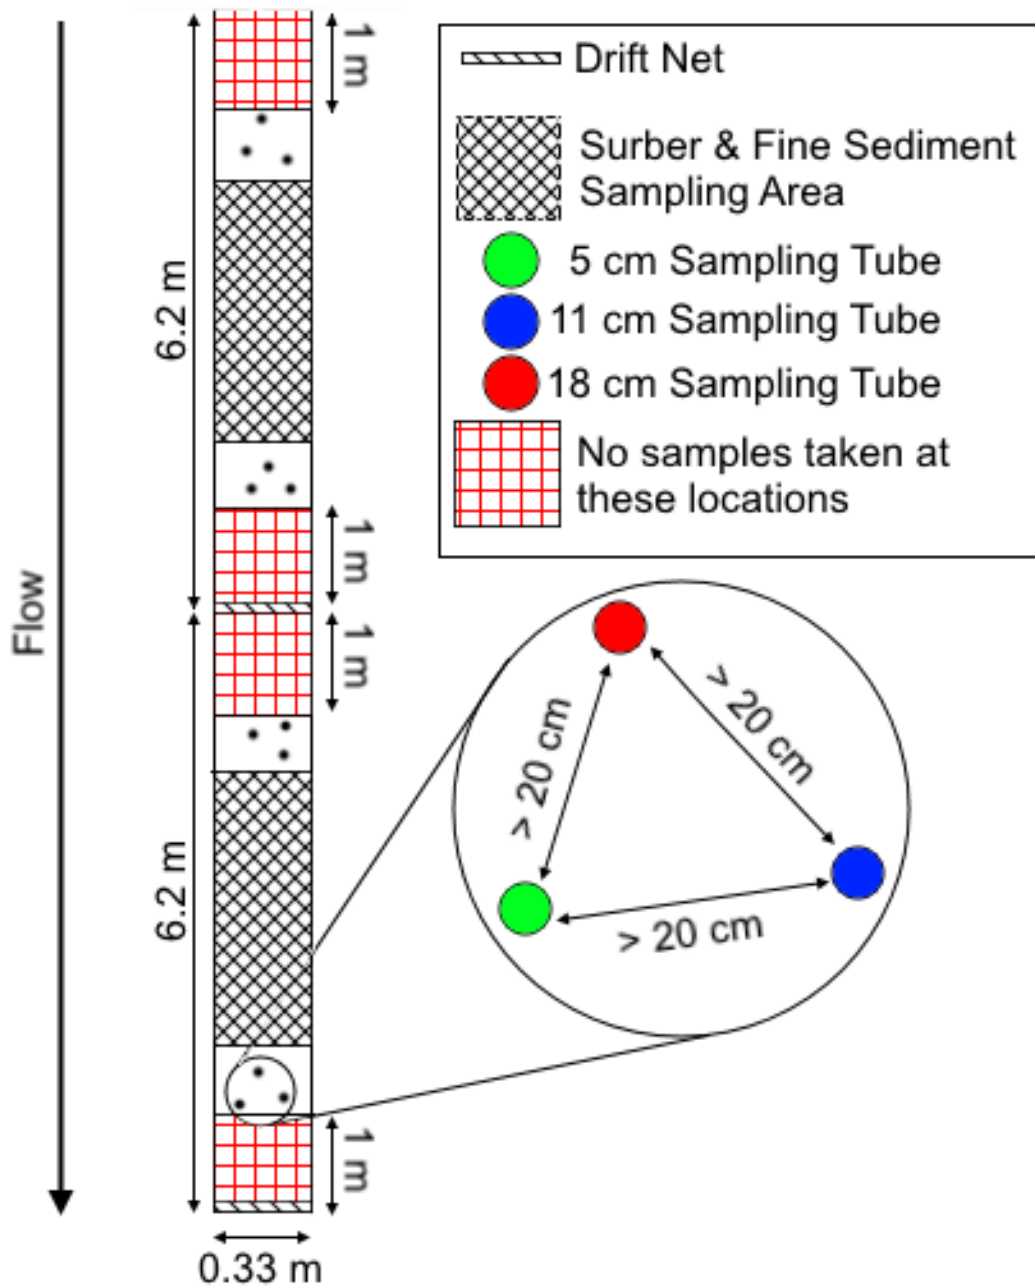 1 m
Drift Net
Surber & Fine Sediment
Sampling Area
5 cm Sampling Tube
11 cm Sampling Tube
18 cm Sampling Tube
No samples taken at
these locations
6.2 m
1 m
Flow
1 m
> 20 cm
> 20 cm
> 20 cm
6.2 m
1 m
0.33 m